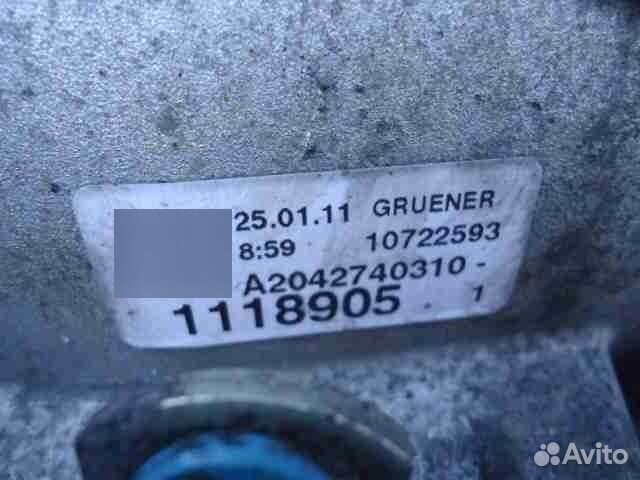 25.01.11 GRUENER
8:59 10722593
A2042740310 -
1118905 . 1
Avito